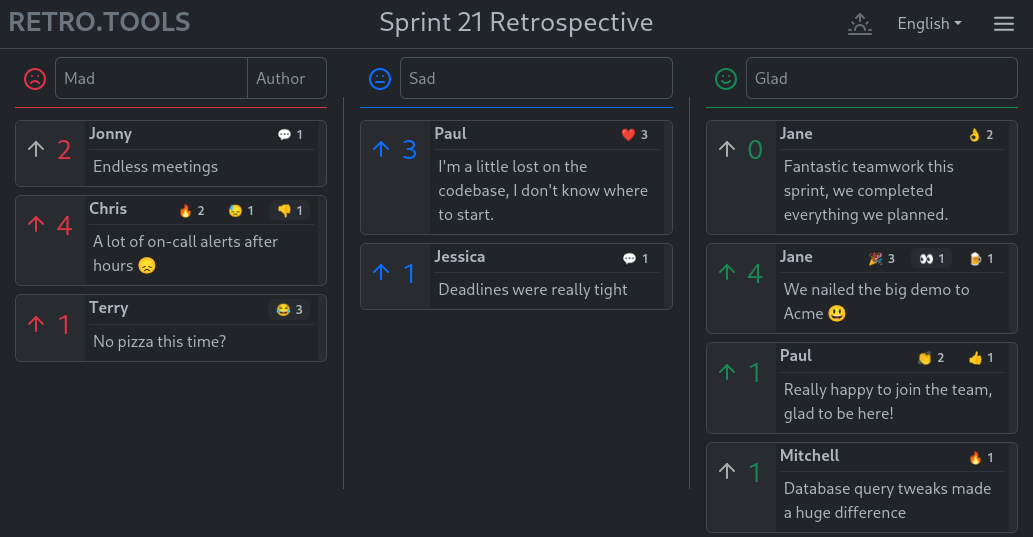 RETRO.TOOLS
Sprint 21 Retrospective
English
Mad
Author
2
Jonny
💬 1
Endless meetings
4
Chris
🔥 2
😥 1
👎 1
A lot of on-call alerts after
hours 😞
1
Terry
😂 3
No pizza this time?
Sad
3
Paul
❤️ 3
I'm a little lost on the
codebase, I don't know where
to start.
1
Jessica
💬 1
Deadlines were really tight
Glad
0
Jane
👌 2
Fantastic teamwork this
sprint, we completed
everything we planned.
4
Jane
🎉 3
👀 1
🍺 1
We nailed the big demo to
Acme 😃
1
Paul
👏 2
👍 1
Really happy to join the team,
glad to be here!
1
Mitchell
🔥 1
Database query tweaks made
a huge difference